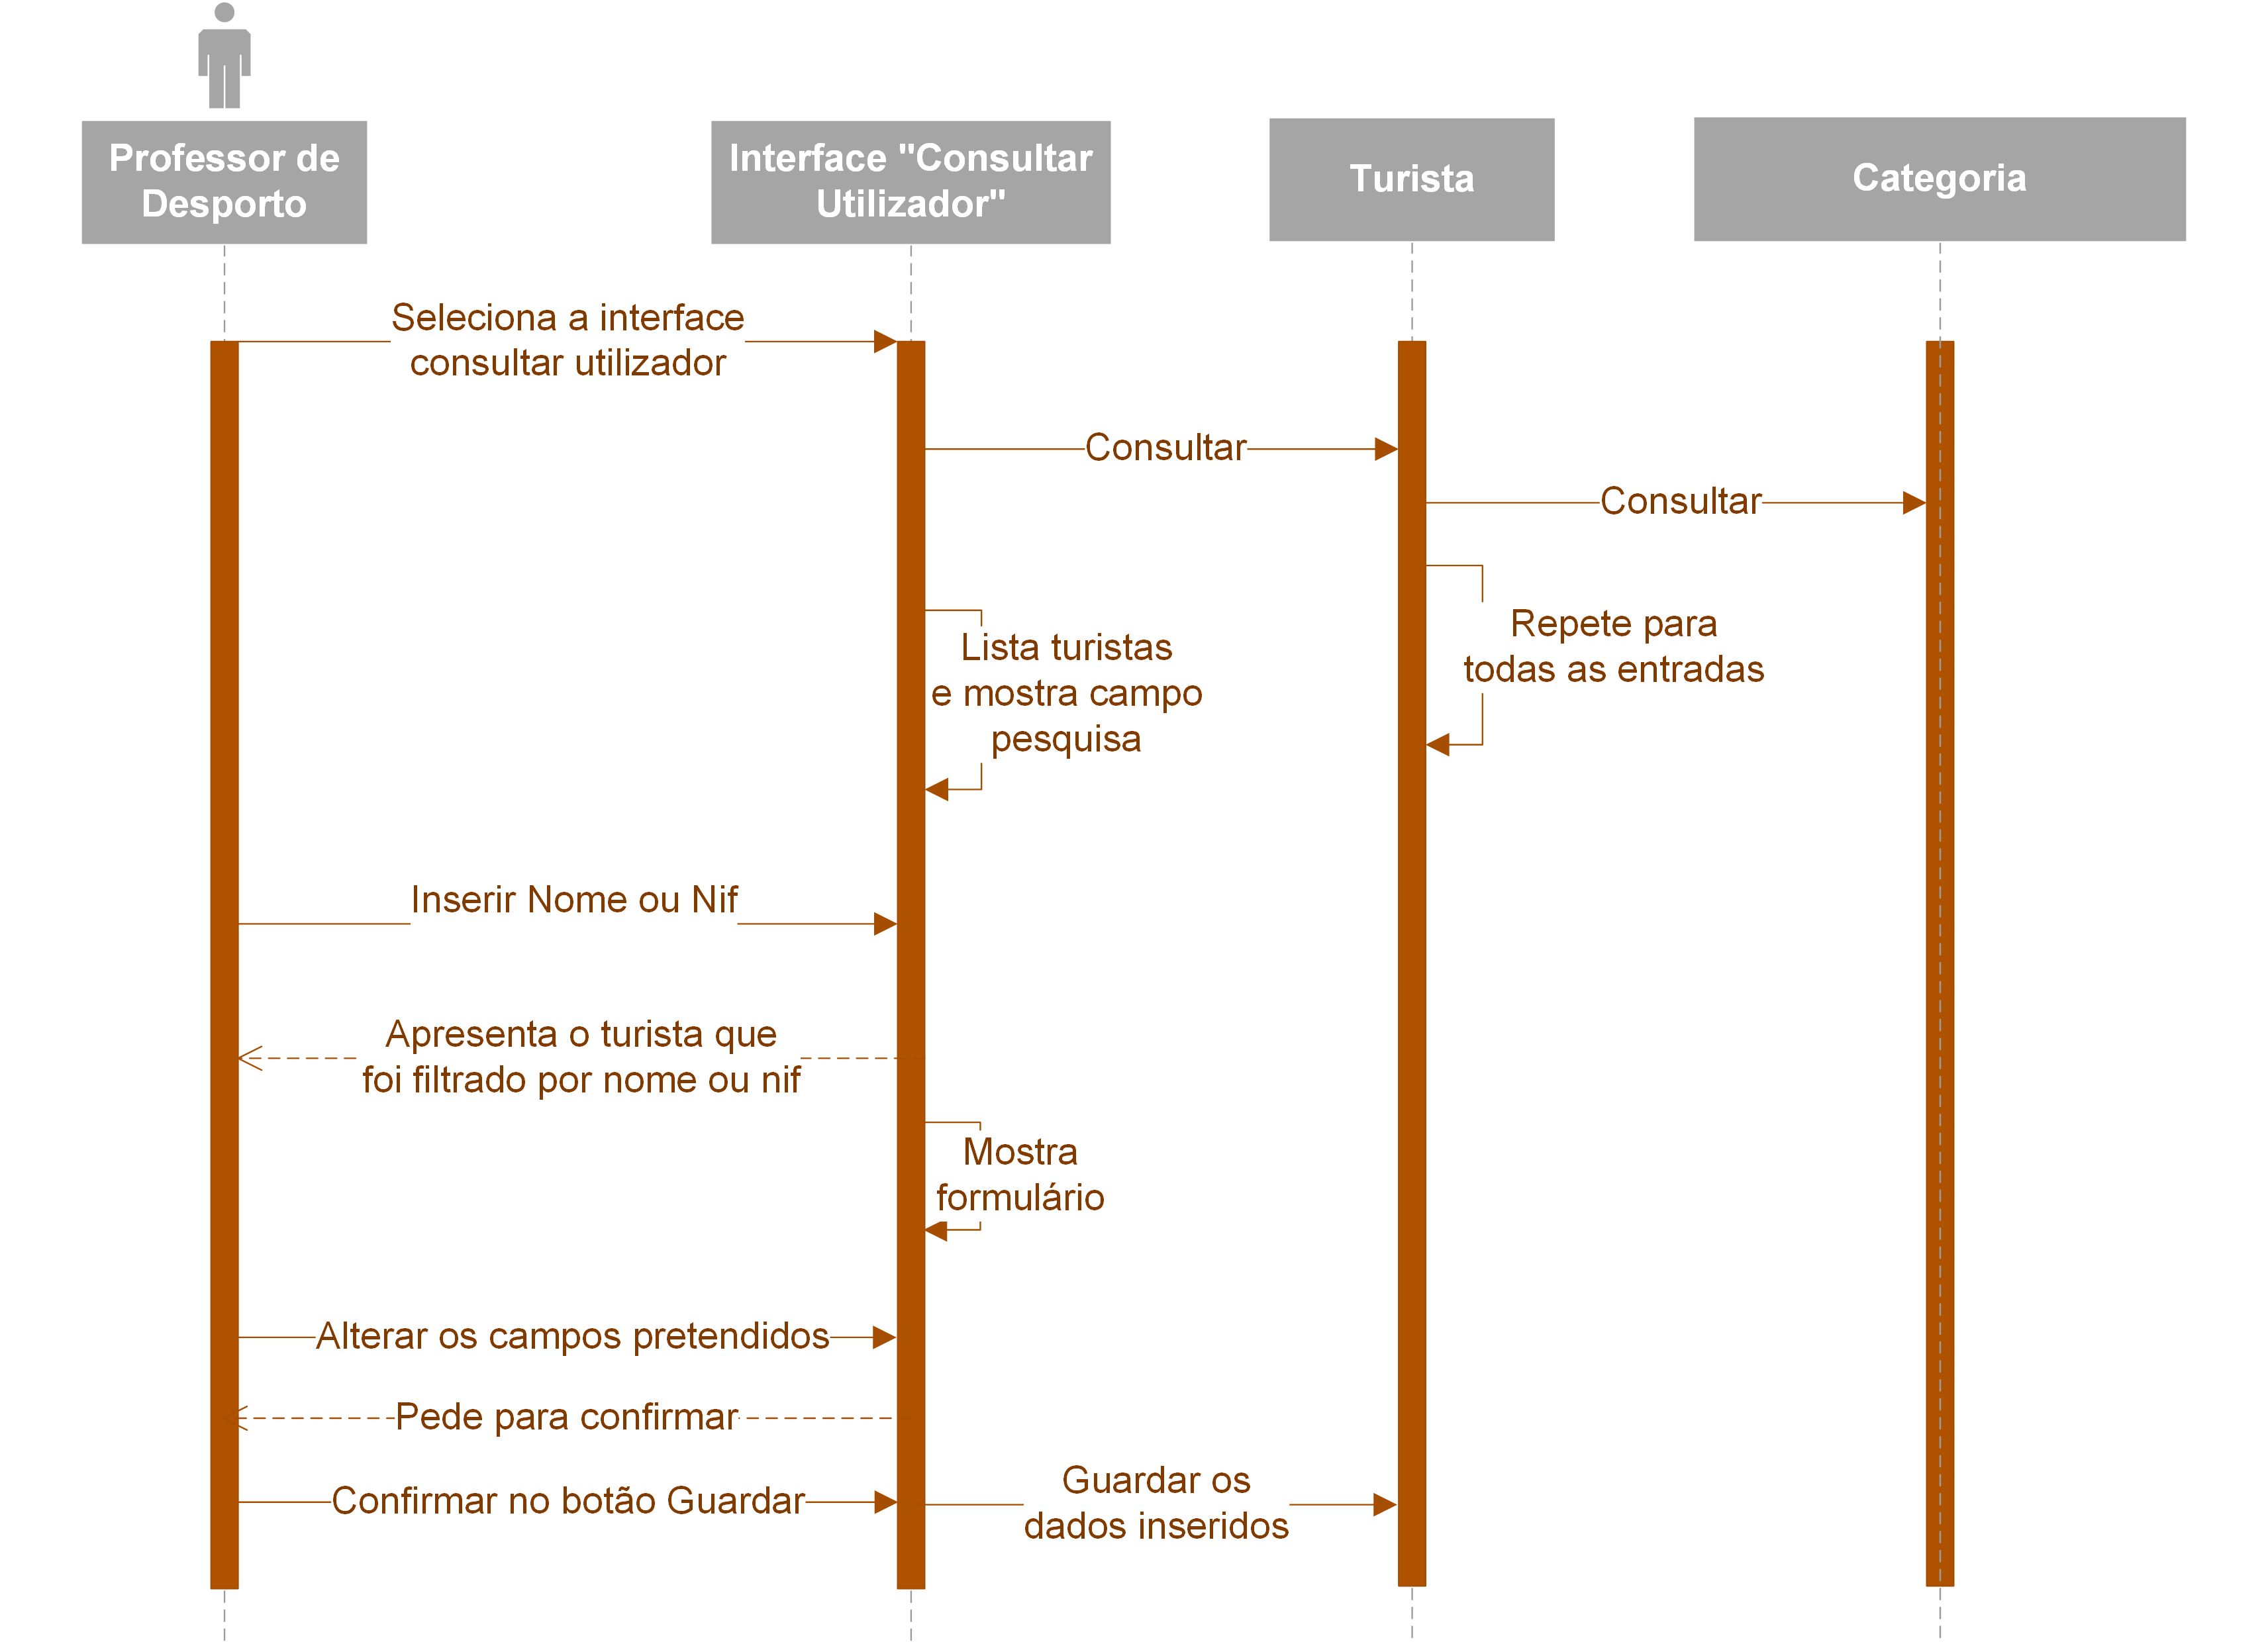 Professor de
Desporto
Interface "Consultar
Utilizador"
Turista
Categoria
Seleciona a interface
consultar utilizador
Consultar
Consultar
Repete para
todas as entradas
Lista turistas
e mostra campo
pesquisa
Inserir Nome ou Nif
Apresenta o turista que
foi filtrado por nome ou nif
Mostra
formulário
Alterar os campos pretendidos
Pede para confirmar
Confirmar no botão Guardar
Guardar os
dados inseridos